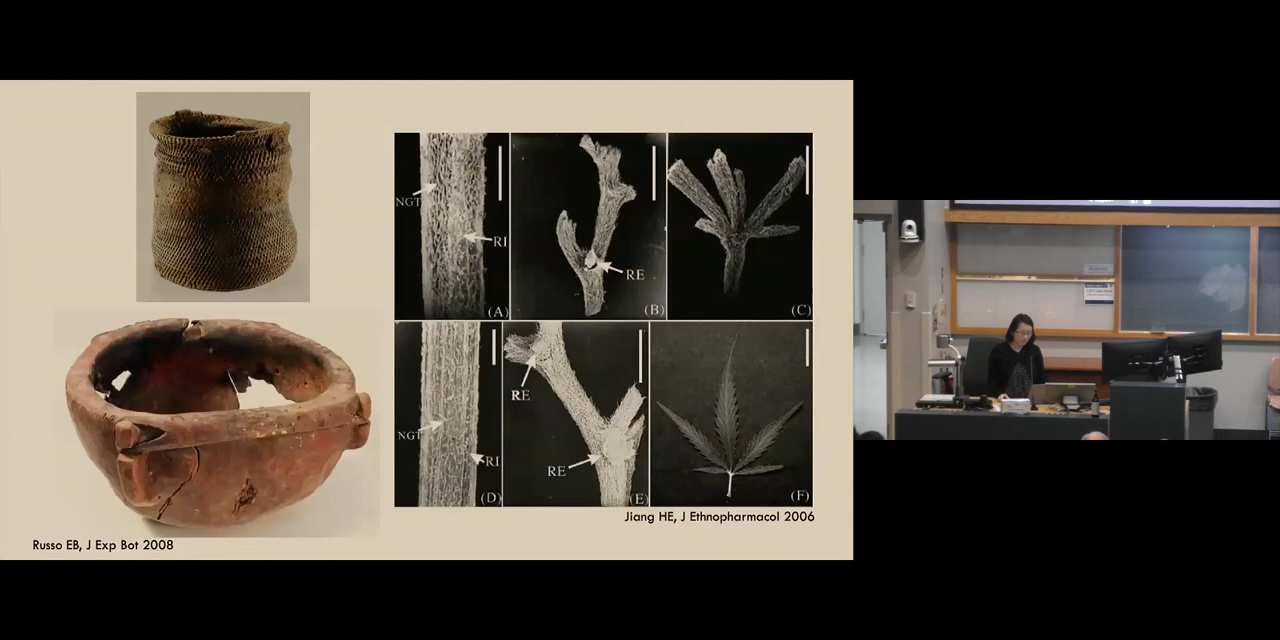 NGT
RI
(A)
RE
(B)
(C)
NGT
RI
(D)
RE
RE
(E)
(F)
Jiang HE, J Ethnopharmacol 2006
Russo EB, J Exp Bot 2008